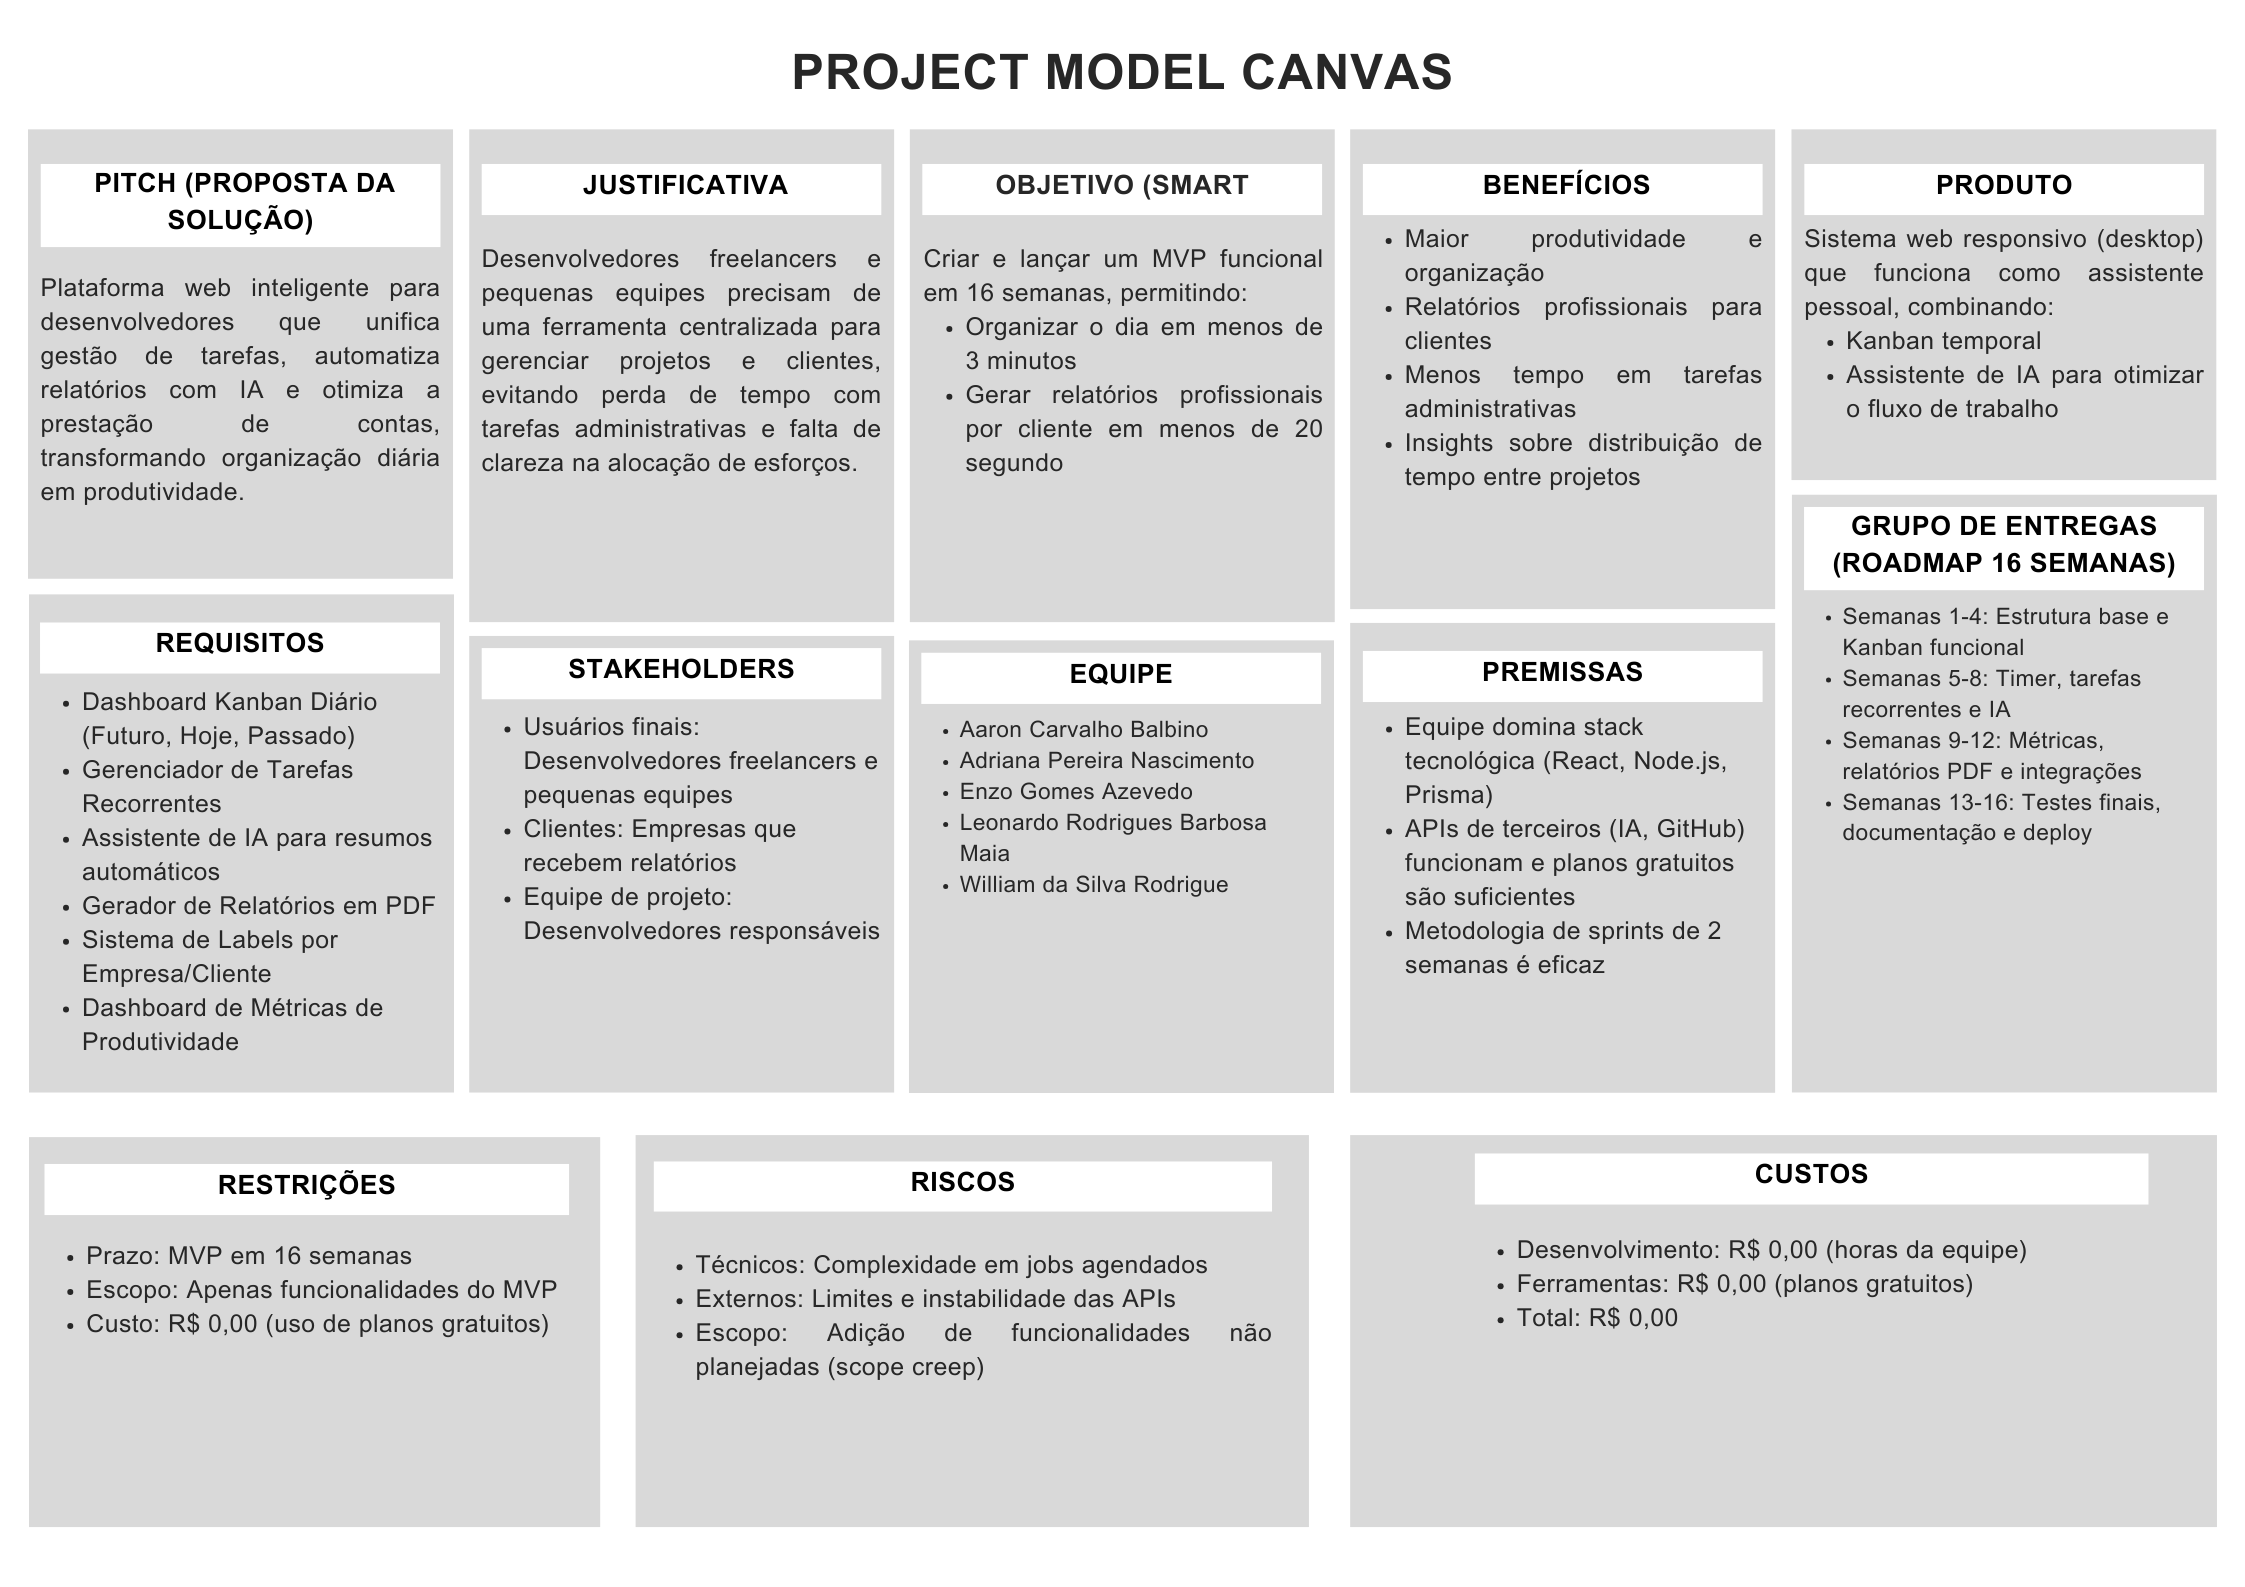 PROJECT MODEL CANVAS
PITCH (PROPOSTA DA
SOLUÇÃO)
Plataforma web inteligente para
desenvolvedores que unifica
gestão de tarefas, automatiza
relatórios com IA e otimiza a
prestação de contas,
transformando organização diária
em produtividade.
JUSTIFICATIVA
Desenvolvedores freelancers e
pequenas equipes precisam de
uma ferramenta centralizada para
gerenciar projetos e clientes,
evitando perda de tempo com
tarefas administrativas e falta de
clareza na alocação de esforços.
OBJETIVO (SMART
Criar e lançar um MVP funcional
em 16 semanas, permitindo:
• Organizar o dia em menos de
3 minutos
• Gerar relatórios profissionais
por cliente em menos de 20
segundo
BENEFÍCIOS
• Maior produtividade e
organização
• Relatórios profissionais para
clientes
• Menos tempo em tarefas
administrativas
• Insights sobre distribuição de
tempo entre projetos
PRODUTO
Sistema web responsivo (desktop)
que funciona como assistente
pessoal, combinando:
• Kanban temporal
• Assistente de IA para otimizar
o fluxo de trabalho
REQUISITOS
• Dashboard Kanban Diário
(Futuro, Hoje, Passado)
• Gerenciador de Tarefas
Recorrentes
• Assistente de IA para resumos
automáticos
• Gerador de Relatórios em PDF
• Sistema de Labels por
Empresa/Cliente
• Dashboard de Métricas de
Produtividade
STAKEHOLDERS
• Usuários finais:
Desenvolvedores freelancers e
pequenas equipes
• Clientes: Empresas que
recebem relatórios
• Equipe de projeto:
Desenvolvedores responsáveis
EQUIPE
• Aaron Carvalho Balbino
• Adriana Pereira Nascimento
• Enzo Gomes Azevedo
• Leonardo Rodrigues Barbosa
Maia
• William da Silva Rodrigue
PREMISSAS
• Equipe domina stack
tecnológica (React, Node.js,
Prisma)
• APIs de terceiros (IA, GitHub)
funcionam e planos gratuitos
são suficientes
• Metodologia de sprints de 2
semanas é eficaz
GRUPO DE ENTREGAS
(ROADMAP 16 SEMANAS)
• Semanas 1-4: Estrutura base e
Kanban funcional
• Semanas 5-8: Timer, tarefas
recorrentes e IA
• Semanas 9-12: Métricas,
relatórios PDF e integrações
• Semanas 13-16: Testes finais,
documentação e deploy
RESTRIÇÕES
• Prazo: MVP em 16 semanas
• Escopo: Apenas funcionalidades do MVP
• Custo: R$ 0,00 (uso de planos gratuitos)
RISCOS
• Técnicos: Complexidade em jobs agendados
• Externos: Limites e instabilidade das APIs
• Escopo: Adição de funcionalidades não
planejadas (scope creep)
CUSTOS
• Desenvolvimento: R$ 0,00 (horas da equipe)
• Ferramentas: R$ 0,00 (planos gratuitos)
• Total: R$ 0,00